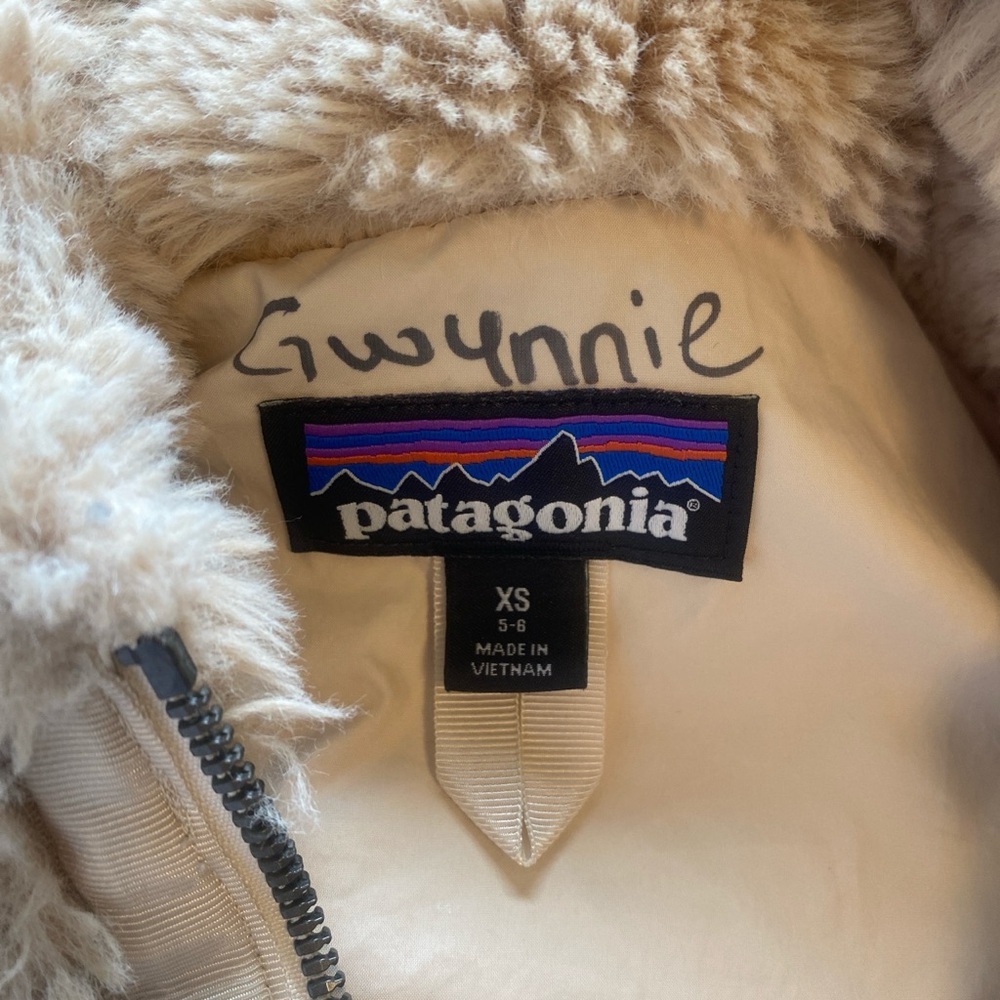 Gwynnie
patagonia®
XS
5-6
MADE IN
VIETNAM